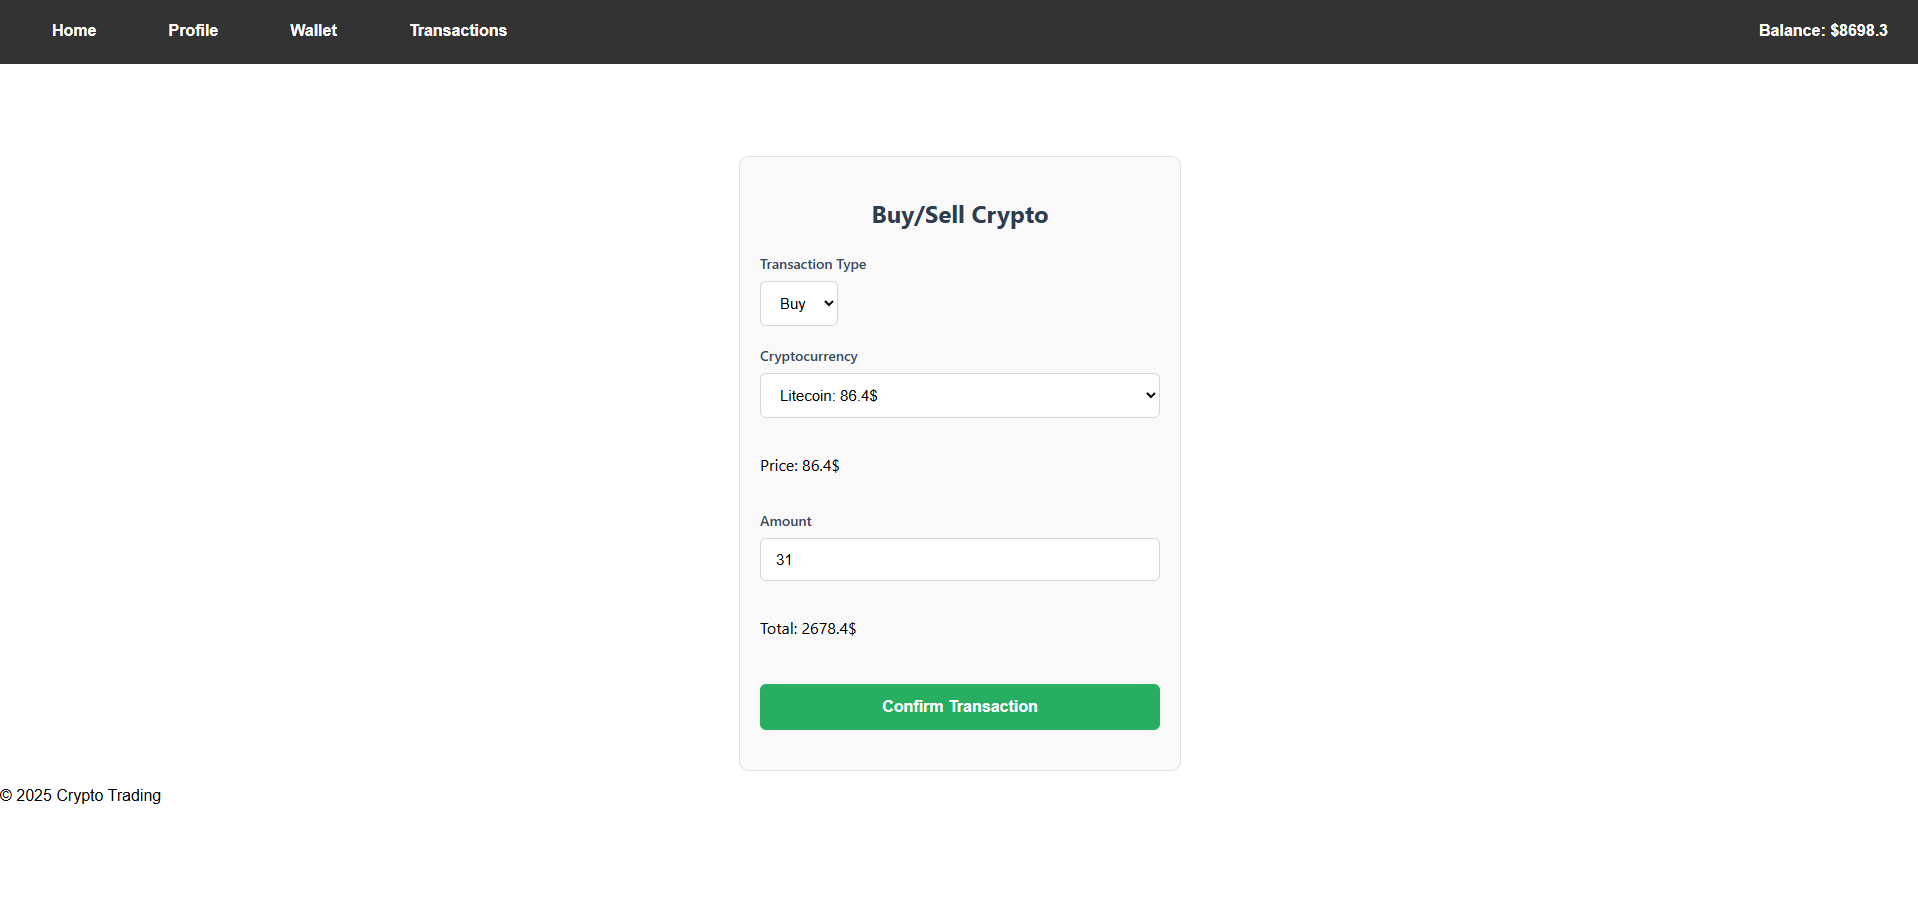 Home Profile Wallet Transactions Balance: $8698.3
Buy/Sell Crypto
Transaction Type
Buy
Cryptocurrency
Litecoin: 86.4$
Price: 86.4$
Amount
31
Total: 2678.4$
Confirm Transaction
© 2025 Crypto Trading